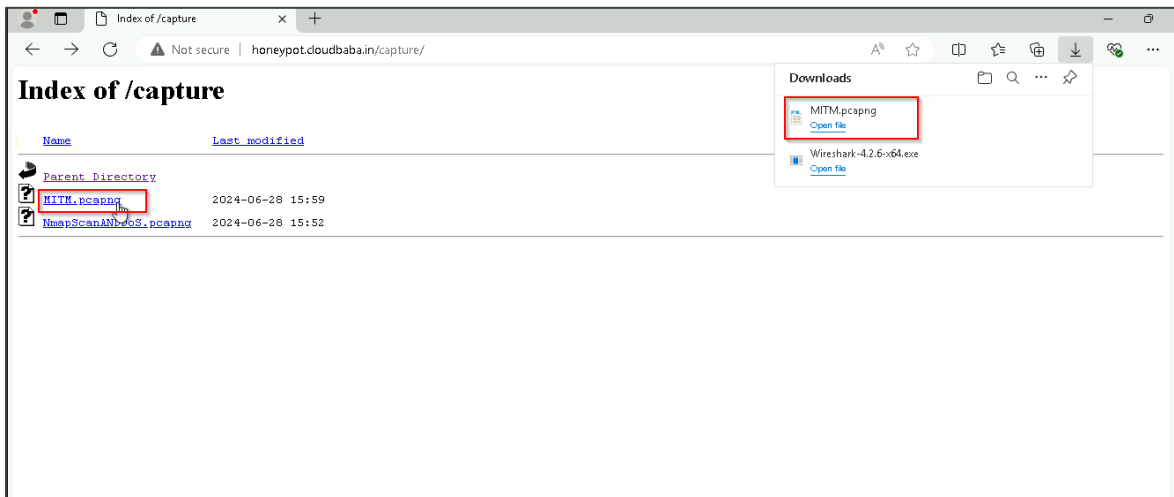 Index of /capture
Not secure honeypot.cloudbaba.in/capture/
Downloads
MITM.pcapng
Open file
Wireshark-4.2.6-x64.exe
Open file
Index of /capture
Name Last modified
Parent Directory
MITM.pcapng 2024-06-28 15:59
NmapScanANDDoS.pcapng 2024-06-28 15:52